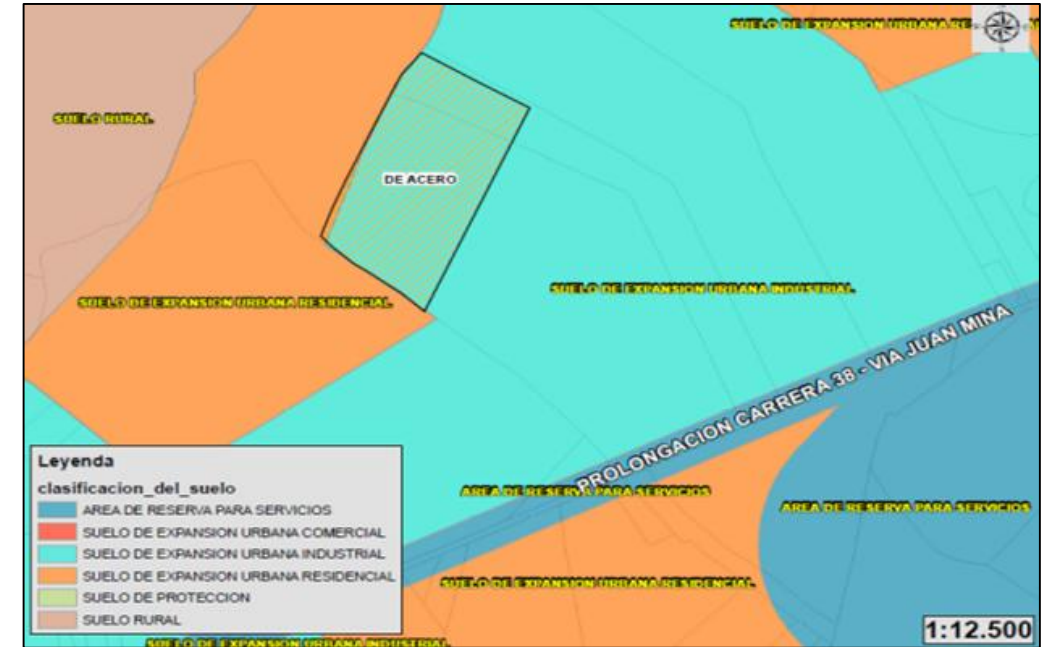 SUELO DE EXPANSION URBANA RE
SUELO RURAL
DE ACERO
SUELO DE EXPANSION URBANA RESIDENCIAL
SUELO DE EXPANSION URBANA INDUSTRIAL
PROLONGACION CARRERA 38 - VIA JUAN MINA
AREA DE RESERVA PARA SERVICIOS
AREA DE RESERVA PARA SERVICIOS
SUELO DE EXPANSION URBANA RESIDENCIAL
SUELO DE EXPANSION URBANA INDUSTRIAL
Leyenda
clasificacion_del_suelo
AREA DE RESERVA PARA SERVICIOS
SUELO DE EXPANSION URBANA COMERCIAL
SUELO DE EXPANSION URBANA INDUSTRIAL
SUELO DE EXPANSION URBANA RESIDENCIAL
SUELO DE PROTECCION
SUELO RURAL
1:12.500